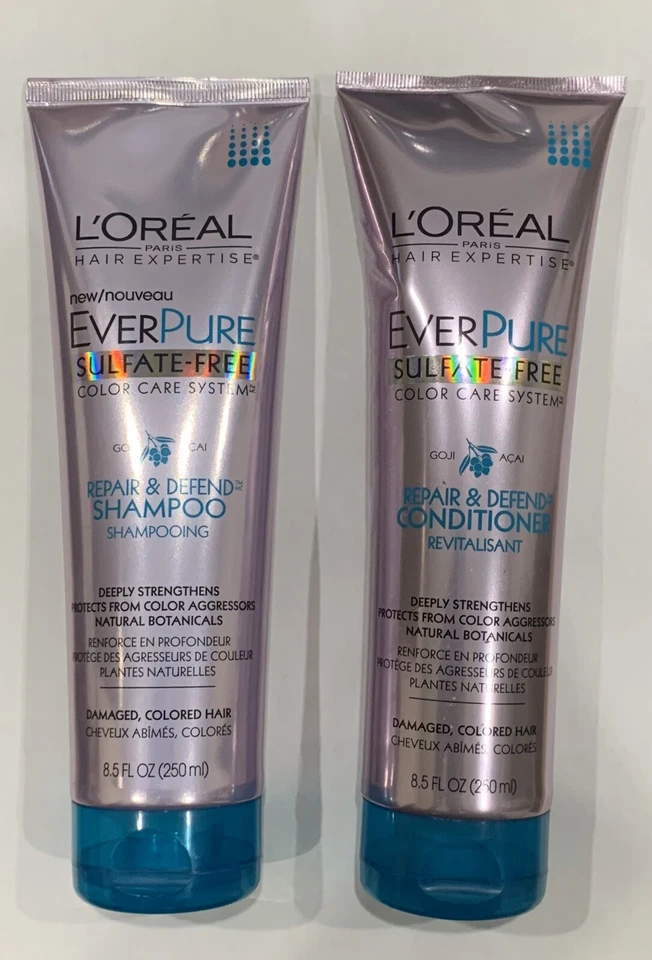 L'ORÉAL
PARIS
HAIR EXPERTISE®
new/nouveau
EVERPURE
SULFATE-FREE
COLOR CARE SYSTEM™
GOJI AÇAI
REPAIR & DEFEND™
SHAMPOO
SHAMPOOING
DEEPLY STRENGTHENS
PROTECTS FROM COLOR AGGRESSORS
NATURAL BOTANICALS
RENFORCE EN PROFONDEUR
PROTÈGE DES AGRESSEURS DE COULEUR
PLANTES NATURELLES
DAMAGED, COLORED HAIR
CHEVEUX ABÎMÉS, COLORÉS
8.5 FL OZ (250 ml)
L'ORÉAL
PARIS
HAIR EXPERTISE®
EVERPURE
SULFATE-FREE
COLOR CARE SYSTEM
GOJI AÇAI
REPAIR & DEFEND
CONDITIONER
REVITALISANT
DEEPLY STRENGTHENS
PROTECTS FROM COLOR AGGRESSORS
NATURAL BOTANICALS
RENFORCE EN PROFONDEUR
PROTÈGE DES AGRESSEURS DE COULEUR
PLANTES NATURELLES
DAMAGED, COLORED HAIR
CHEVEUX ABÎMÉS, COLORÉS
8.5 FL OZ (250 ml)